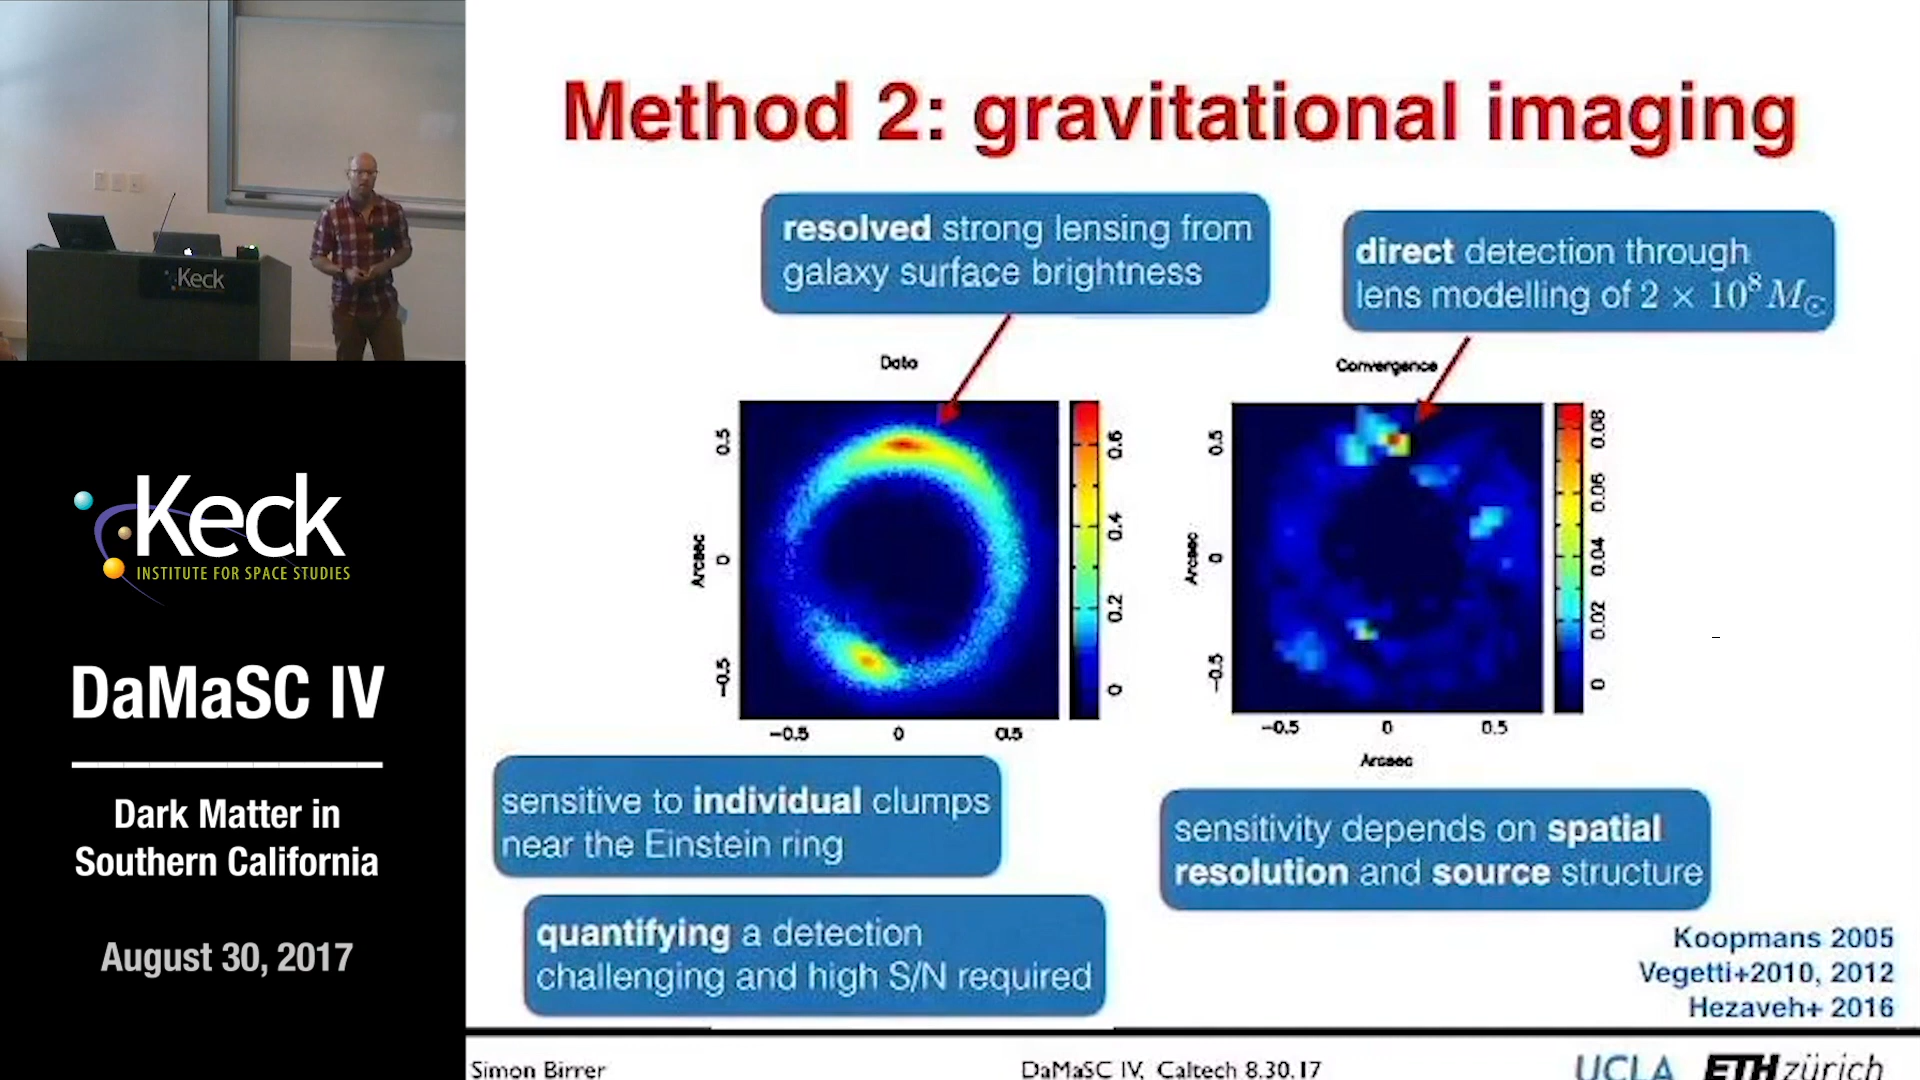 Method 2: gravitational imaging
resolved strong lensing from
galaxy surface brightness
direct detection through
lens modelling of 2 × 10⁸ M⊙
Data
Convergence
0.5
0
−0.5
Arcsec
−0.5 0 0.5
0.6
0.4
0.2
0
0.5
0
−0.5
Arcsec
−0.5 0 0.5
Arcsec
0.08
0.06
0.04
0.02
0
sensitive to individual clumps
near the Einstein ring
sensitivity depends on spatial
resolution and source structure
quantifying a detection
challenging and high S/N required
Koopmans 2005
Vegetti+2010, 2012
Hezaveh+ 2016
Simon Birrer
DaMaSC IV, Caltech 8.30.17
UCLA ETH zürich
Keck
Keck
INSTITUTE FOR SPACE STUDIES
DaMaSC IV
Dark Matter in
Southern California
August 30, 2017